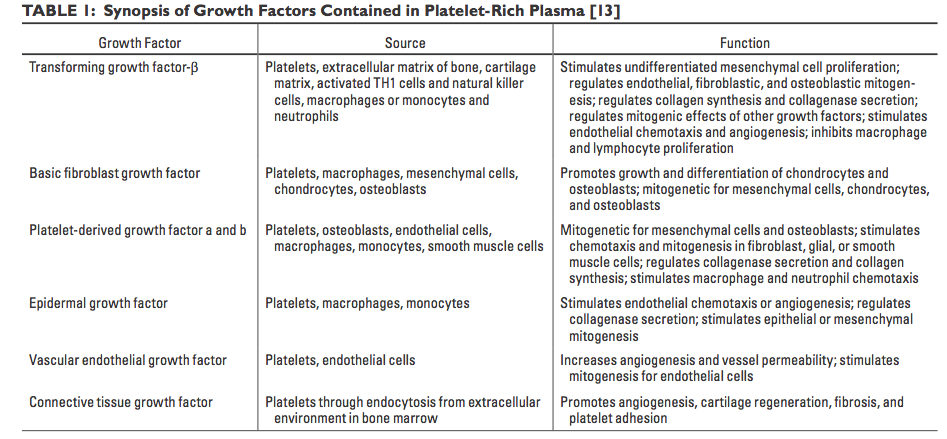 TABLE 1: Synopsis of Growth Factors Contained in Platelet-Rich Plasma [13]
Growth Factor
Source
Function
Transforming growth factor-β
Platelets, extracellular matrix of bone, cartilage
matrix, activated TH1 cells and natural killer
cells, macrophages or monocytes and
neutrophils
Stimulates undifferentiated mesenchymal cell proliferation;
regulates endothelial, fibroblastic, and osteoblastic mitogen-
esis; regulates collagen synthesis and collagenase secretion;
regulates mitogenic effects of other growth factors; stimulates
endothelial chemotaxis and angiogenesis; inhibits macrophage
and lymphocyte proliferation
Basic fibroblast growth factor
Platelets, macrophages, mesenchymal cells,
chondrocytes, osteoblasts
Promotes growth and differentiation of chondrocytes and
osteoblasts; mitogenetic for mesenchymal cells, chondrocytes,
and osteoblasts
Platelet-derived growth factor a and b
Platelets, osteoblasts, endothelial cells,
macrophages, monocytes, smooth muscle cells
Mitogenetic for mesenchymal cells and osteoblasts; stimulates
chemotaxis and mitogenesis in fibroblast, glial, or smooth
muscle cells; regulates collagenase secretion and collagen
synthesis; stimulates macrophage and neutrophil chemotaxis
Epidermal growth factor
Platelets, macrophages, monocytes
Stimulates endothelial chemotaxis or angiogenesis; regulates
collagenase secretion; stimulates epithelial or mesenchymal
mitogenesis
Vascular endothelial growth factor
Platelets, endothelial cells
Increases angiogenesis and vessel permeability; stimulates
mitogenesis for endothelial cells
Connective tissue growth factor
Platelets through endocytosis from extracellular
environment in bone marrow
Promotes angiogenesis, cartilage regeneration, fibrosis, and
platelet adhesion